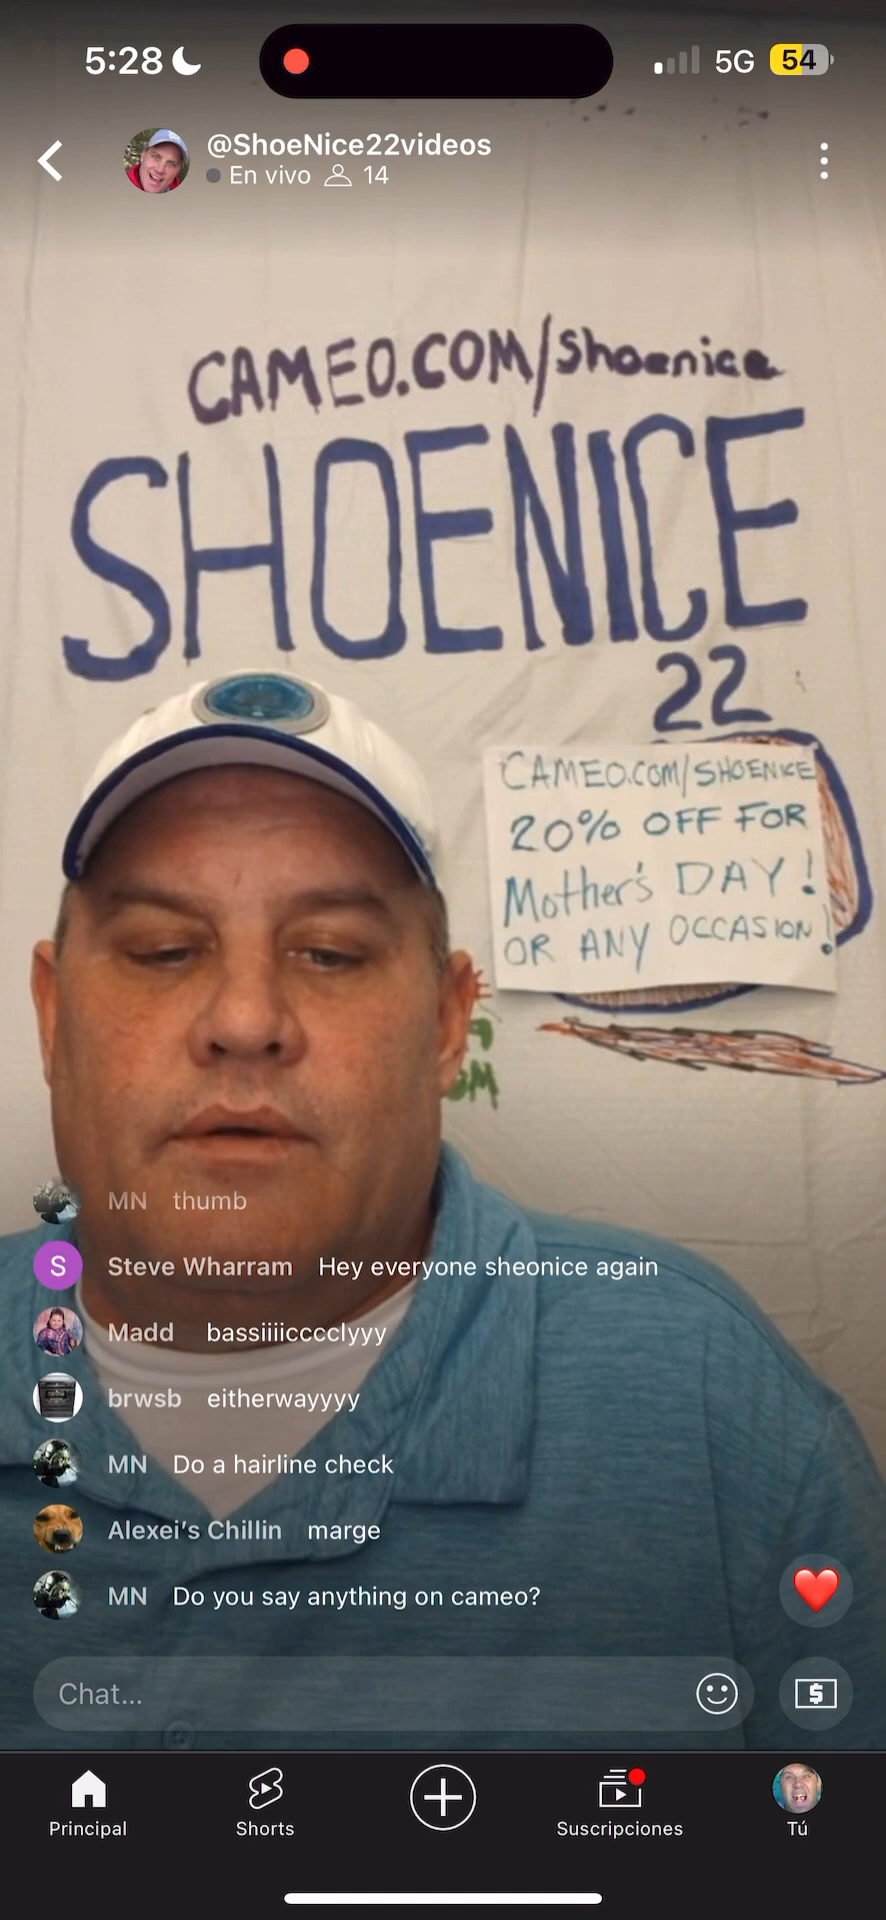 5:28
5G
54
@ShoeNice22videos
En vivo 14
CAMEO.COM/shoenice
SHOENICE
22
CAMEO.COM/SHOENICE
20% OFF FOR
Mother's DAY!
OR ANY OCCASION!
MN thumb
Steve Wharram Hey everyone sheonice again
Madd bassiiiicccclyyy
brwsb eitherwayyyy
MN Do a hairline check
Alexei's Chillin marge
MN Do you say anything on cameo?
Chat...
Principal
Shorts
Suscripciones
Tú